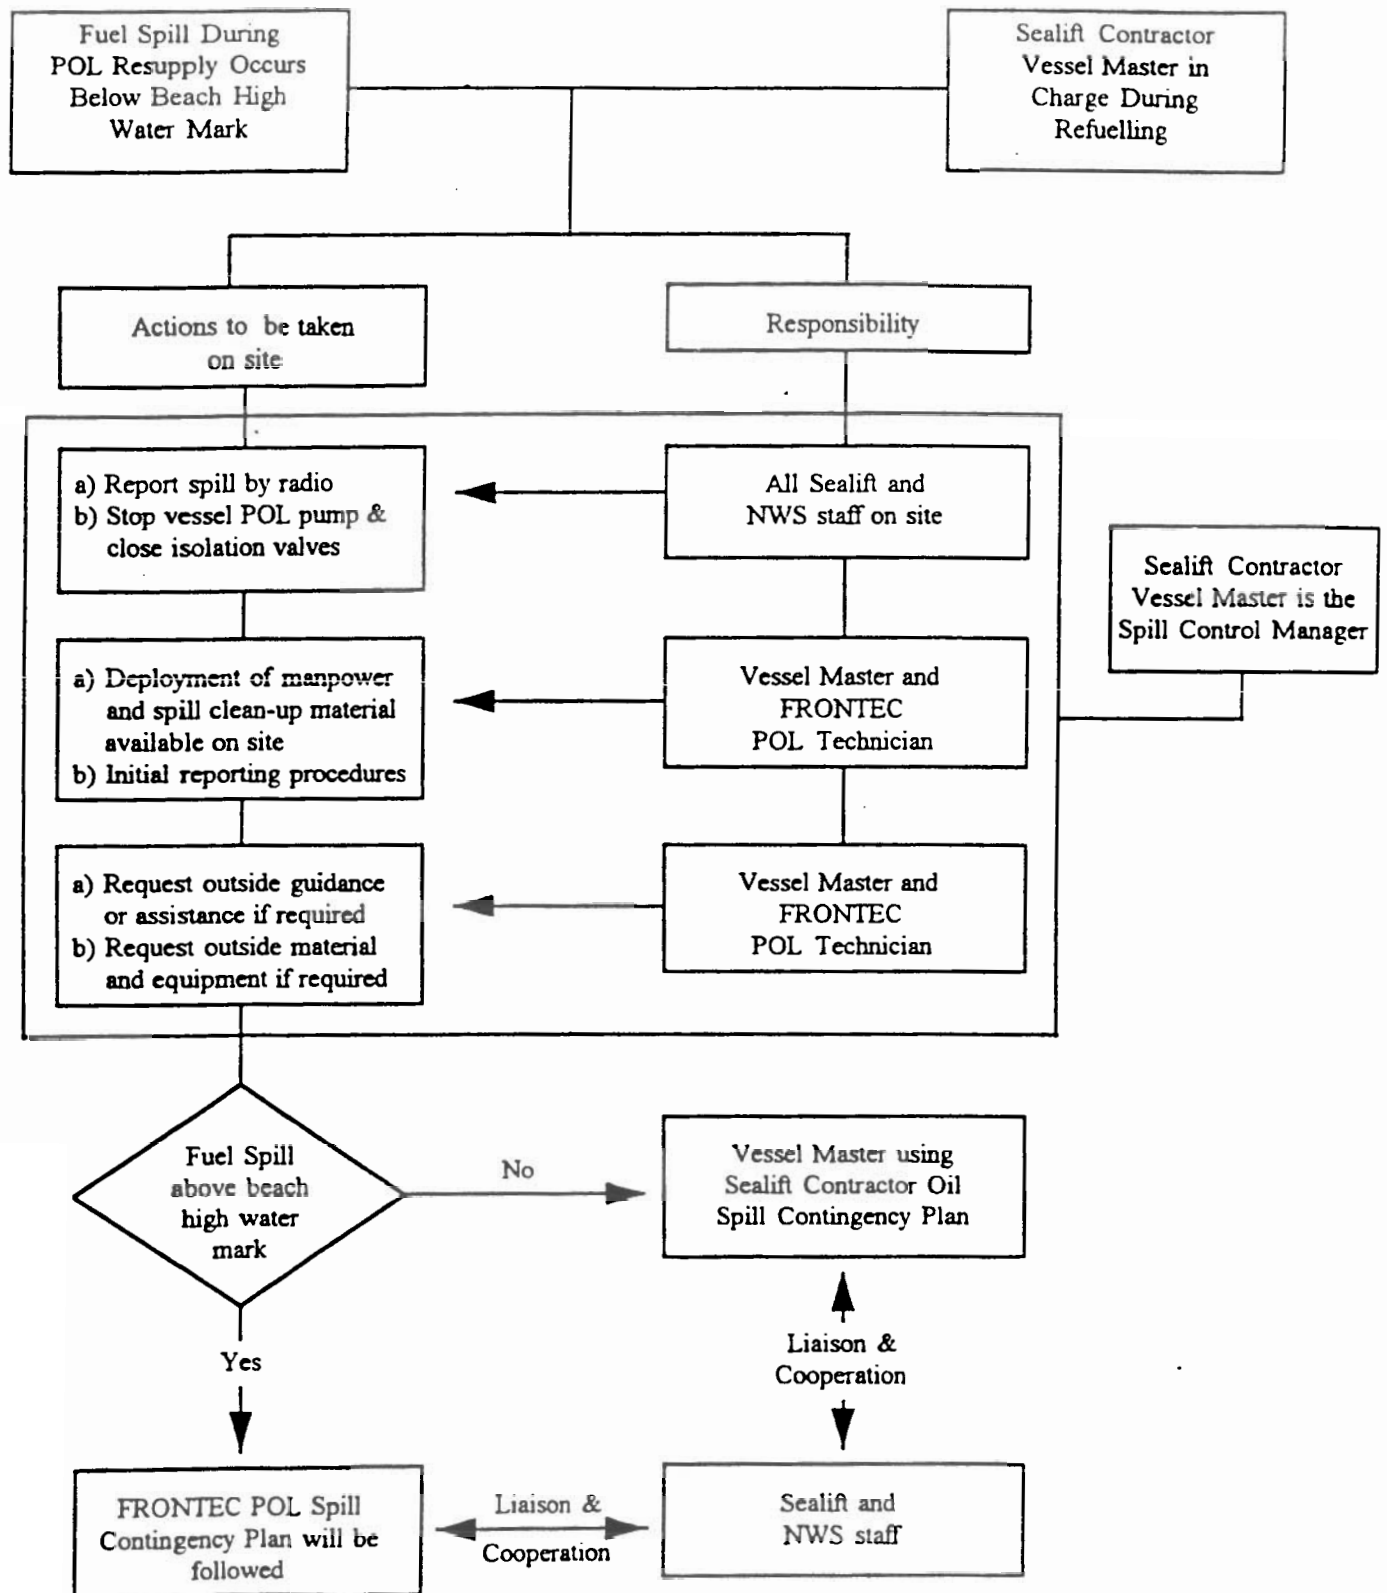 Fuel Spill During
POL Resupply Occurs
Below Beach High
Water Mark
Sealift Contractor
Vessel Master in
Charge During
Refuelling
Actions to be taken
on site
Responsibility
a) Report spill by radio
b) Stop vessel POL pump &
close isolation valves
All Sealift and
NWS staff on site
Sealift Contractor
Vessel Master is the
Spill Control Manager
a) Deployment of manpower
and spill clean-up material
available on site
b) Initial reporting procedures
Vessel Master and
FRONTEC
POL Technician
a) Request outside guidance
or assistance if required
b) Request outside material
and equipment if required
Vessel Master and
FRONTEC
POL Technician
Fuel Spill
above beach
high water
mark
No
Vessel Master using
Sealift Contractor Oil
Spill Contingency Plan
Yes
Liaison &
Cooperation
FRONTEC POL Spill
Contingency Plan will be
followed
Liaison &
Cooperation
Sealift and
NWS staff